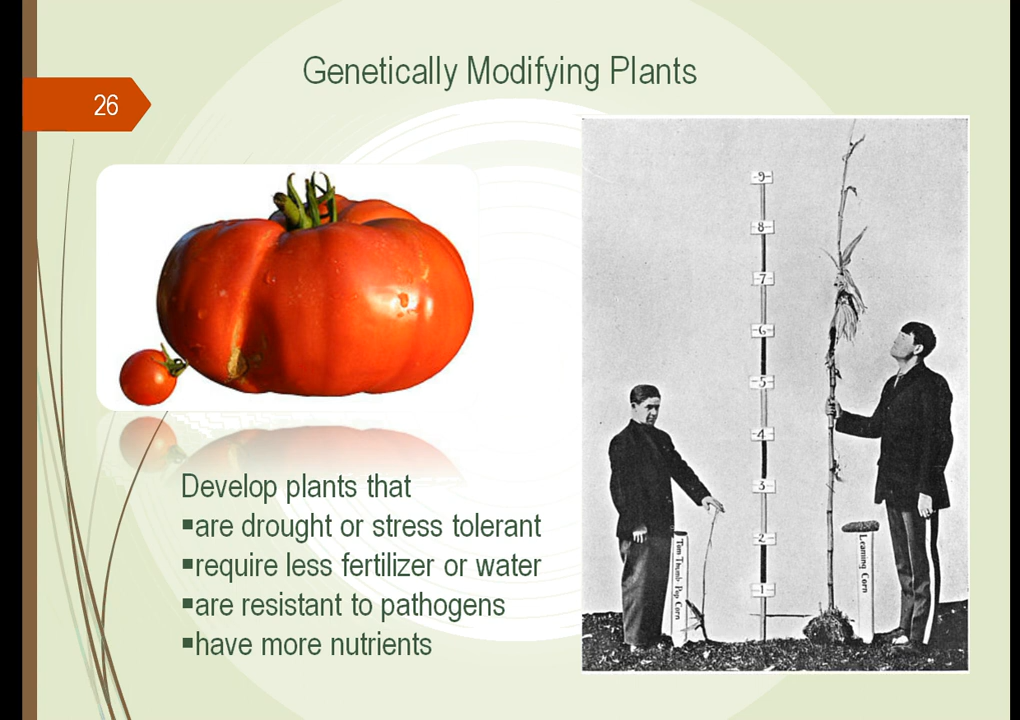 Genetically Modifying Plants
26
Develop plants that
▪are drought or stress tolerant
▪require less fertilizer or water
▪are resistant to pathogens
▪have more nutrients
9
8
7
6
5
4
3
2
1
Tom Thumb Pop Corn
Leaming Corn